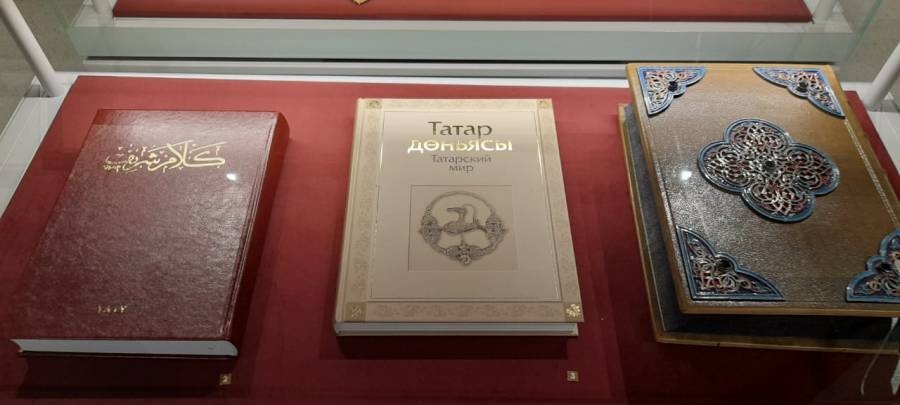 كلام شريف
Татар
дөньясы
Татарский
мир